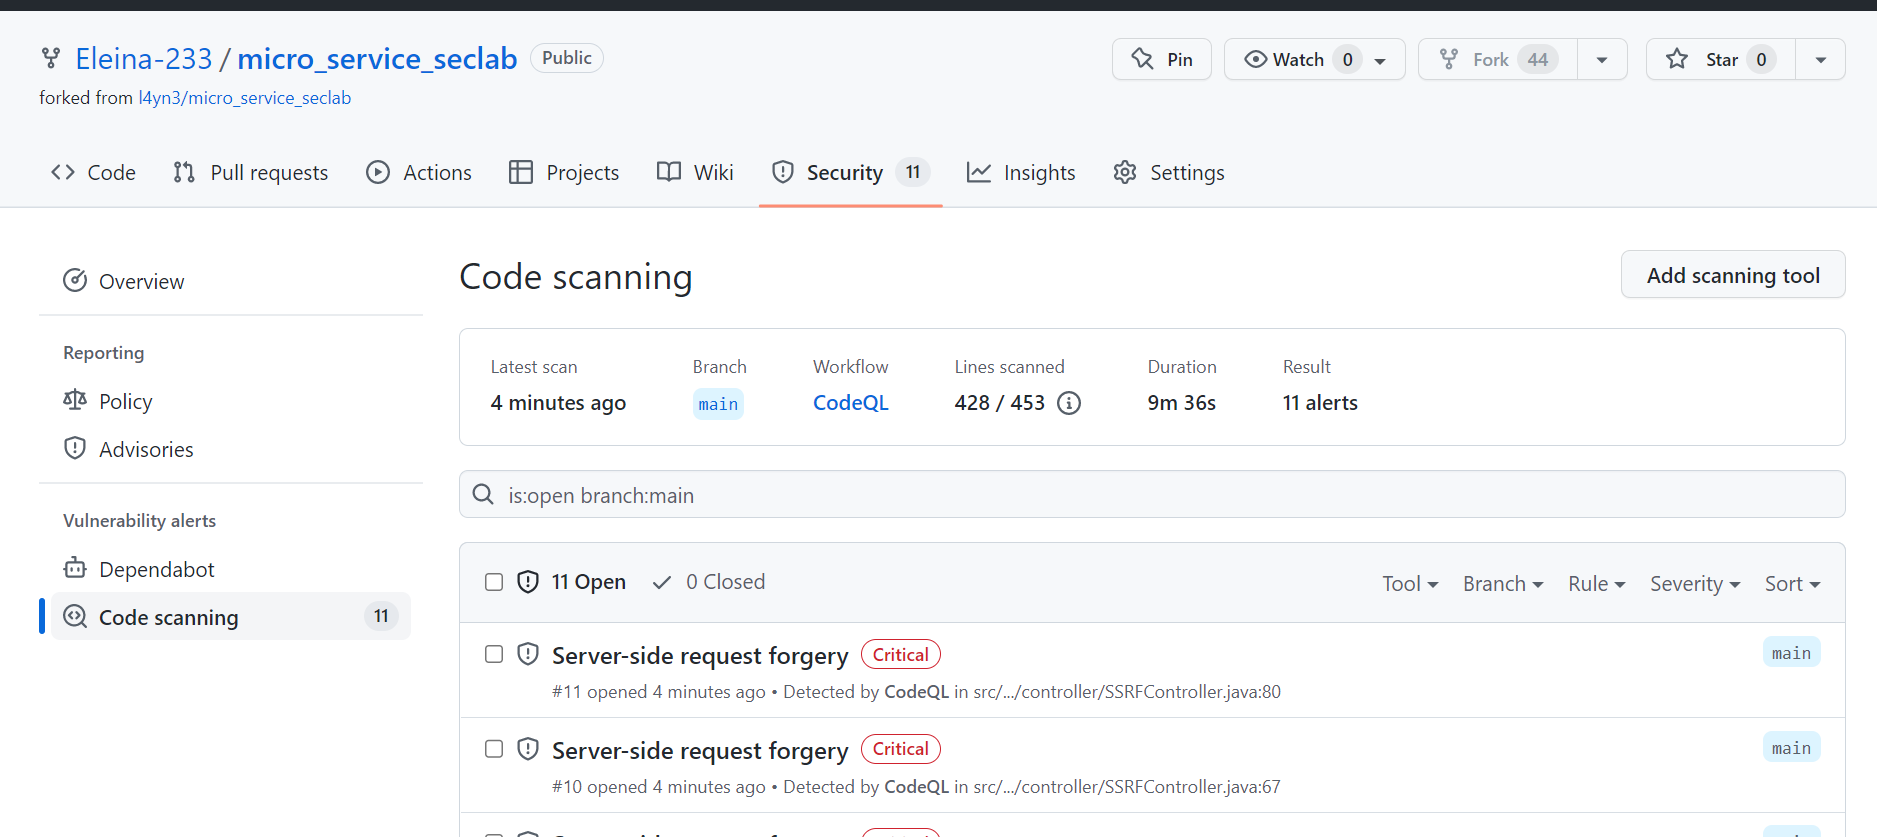 Eleina-233 / micro_service_seclab Public
Pin Watch 0 Fork 44 Star 0
forked from l4yn3/micro_service_seclab
Code Pull requests Actions Projects Wiki Security 11 Insights Settings
Overview
Reporting
Policy
Advisories
Vulnerability alerts
Dependabot
Code scanning 11
Code scanning
Add scanning tool
Latest scan Branch Workflow Lines scanned Duration Result
4 minutes ago main CodeQL 428 / 453 9m 36s 11 alerts
is:open branch:main
11 Open 0 Closed Tool Branch Rule Severity Sort
Server-side request forgery Critical main
#11 opened 4 minutes ago • Detected by CodeQL in src/.../controller/SSRFController.java:80
Server-side request forgery Critical main
#10 opened 4 minutes ago • Detected by CodeQL in src/.../controller/SSRFController.java:67